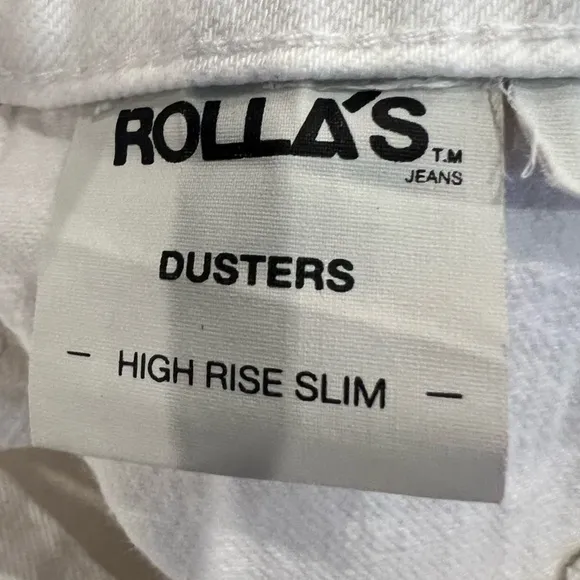 ROLLA'S T.M
JEANS
DUSTERS
— HIGH RISE SLIM —